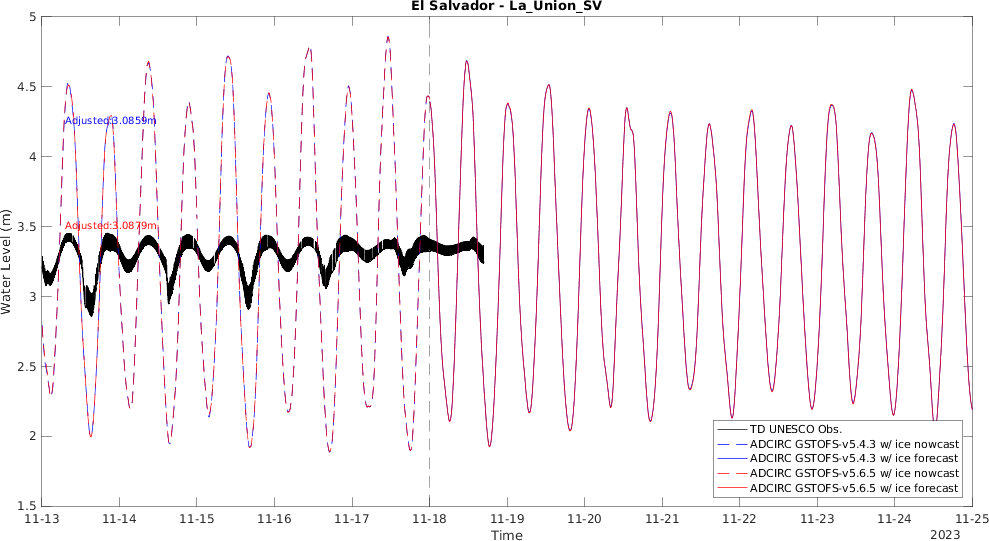 El Salvador - La_Union_SV
Water Level (m)
5
4.5
4
3.5
3
2.5
2
1.5
Adjusted:3.0859m
Adjusted:3.0879m
TD UNESCO Obs.
ADCIRC GSTOFS-v5.4.3 w/ ice nowcast
ADCIRC GSTOFS-v5.4.3 w/ ice forecast
ADCIRC GSTOFS-v5.6.5 w/ ice nowcast
ADCIRC GSTOFS-v5.6.5 w/ ice forecast
11-13 11-14 11-15 11-16 11-17 11-18 11-19 11-20 11-21 11-22 11-23 11-24 11-25
Time
2023